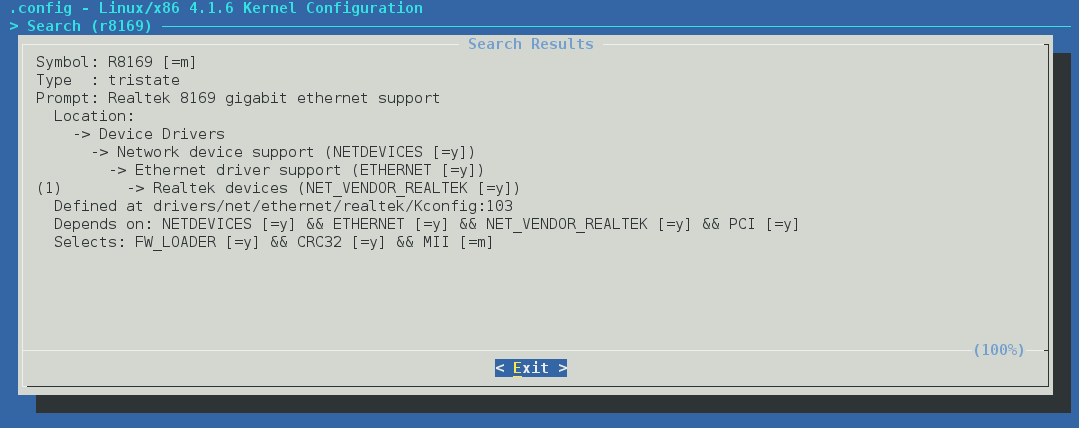 .config - Linux/x86 4.1.6 Kernel Configuration
> Search (r8169)
Search Results
Symbol: R8169 [=m]
Type  : tristate
Prompt: Realtek 8169 gigabit ethernet support
  Location:
    -> Device Drivers
      -> Network device support (NETDEVICES [=y])
        -> Ethernet driver support (ETHERNET [=y])
(1)       -> Realtek devices (NET_VENDOR_REALTEK [=y])
  Defined at drivers/net/ethernet/realtek/Kconfig:103
  Depends on: NETDEVICES [=y] && ETHERNET [=y] && NET_VENDOR_REALTEK [=y] && PCI [=y]
  Selects: FW_LOADER [=y] && CRC32 [=y] && MII [=m]
(100%)
< Exit >